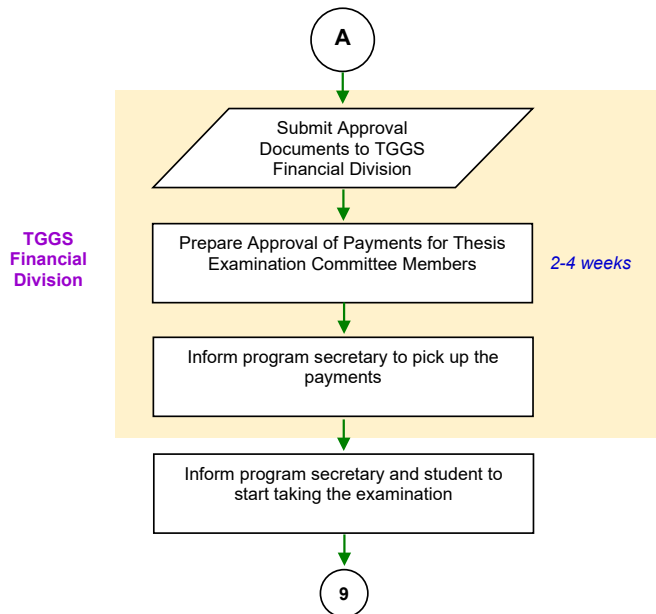 A
Submit Approval
Documents to TGGS
Financial Division
TGGS
Financial
Division
Prepare Approval of Payments for Thesis
Examination Committee Members
2-4 weeks
Inform program secretary to pick up the
payments
Inform program secretary and student to
start taking the examination
9